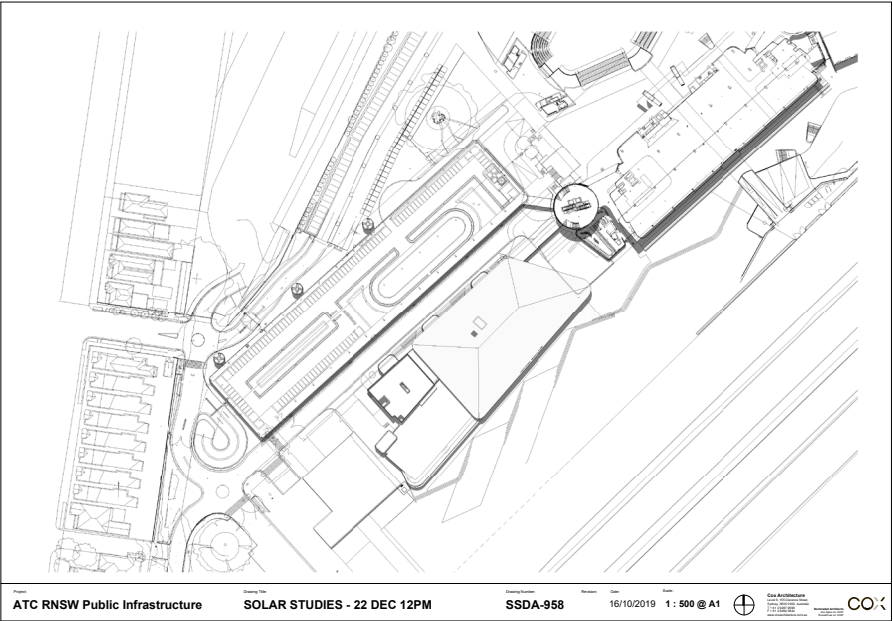 Project:
ATC RNSW Public Infrastructure
Drawing Title:
SOLAR STUDIES - 22 DEC 12PM
Drawing Number:
SSDA-958
Revision:
Date:
16/10/2019
Scale:
1 : 500 @ A1
Cox Architecture
COX